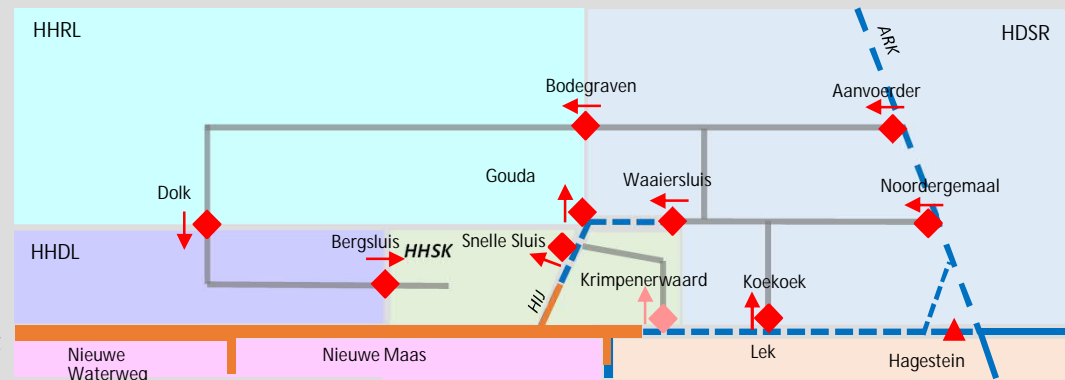 HHRL
ARK
HDSR
Bodegraven
Aanvoerder
Gouda
Waaiersluis
Noordergemaal
Dolk
HHDL
Bergsluis
HHSK
Snelle Sluis
Krimpenerwaard
Koekoek
HIJ
Nieuwe
Waterweg
Nieuwe Maas
Lek
Hagestein